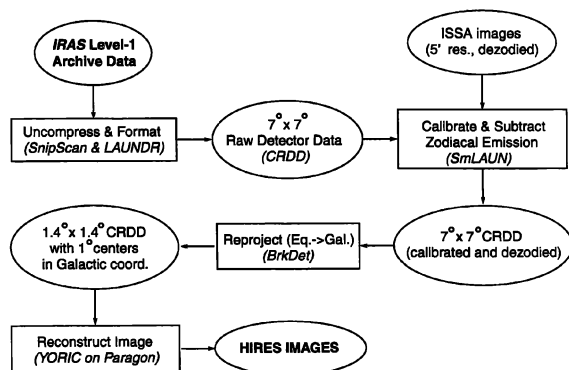 IRAS Level-1
Archive Data
ISSA images
(5' res., dezodied)
Uncompress & Format
(SnipScan & LAUNDR)
7° x 7°
Raw Detector Data
(CRDD)
Calibrate & Subtract
Zodiacal Emission
(SmLAUN)
1.4° x 1.4° CRDD
with 1° centers
in Galactic coord.
Reproject (Eq.->Gal.)
(BrkDet)
7° x 7° CRDD
(calibrated and dezodied)
Reconstruct Image
(YORIC on Paragon)
HIRES IMAGES